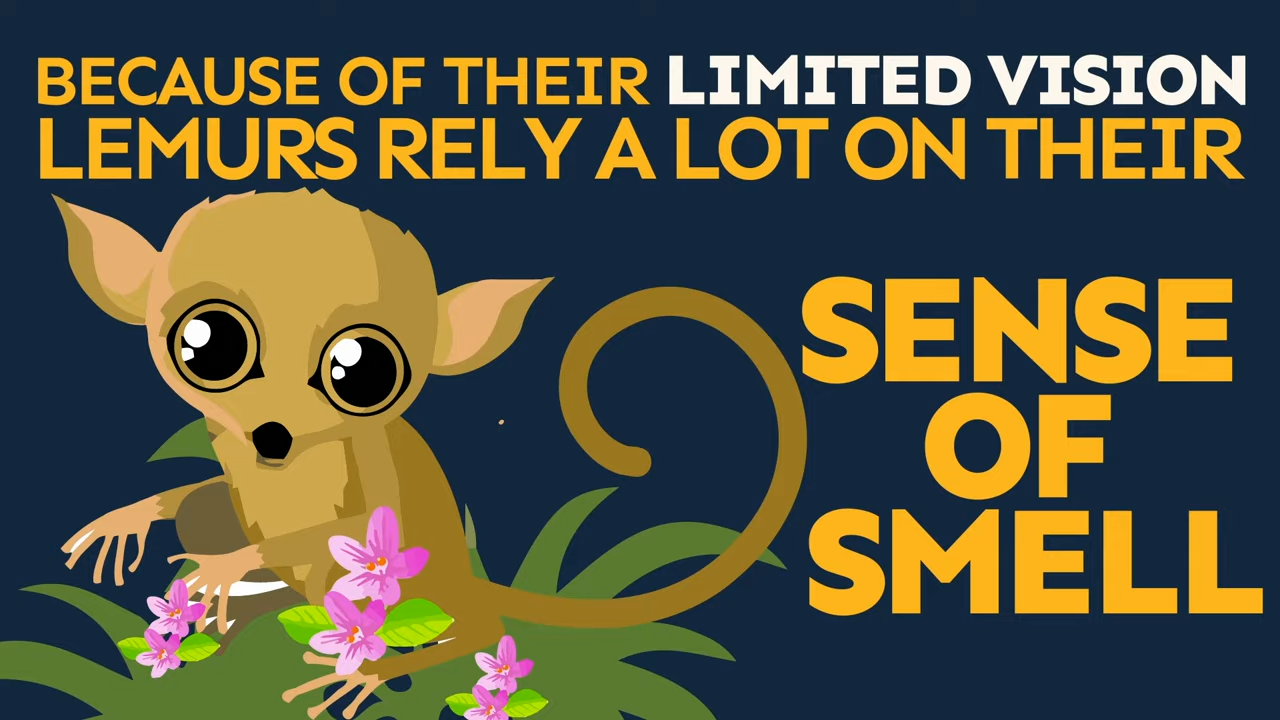 BECAUSE OF THEIR LIMITED VISION
LEMURS RELY A LOT ON THEIR
SENSE
OF
SMELL